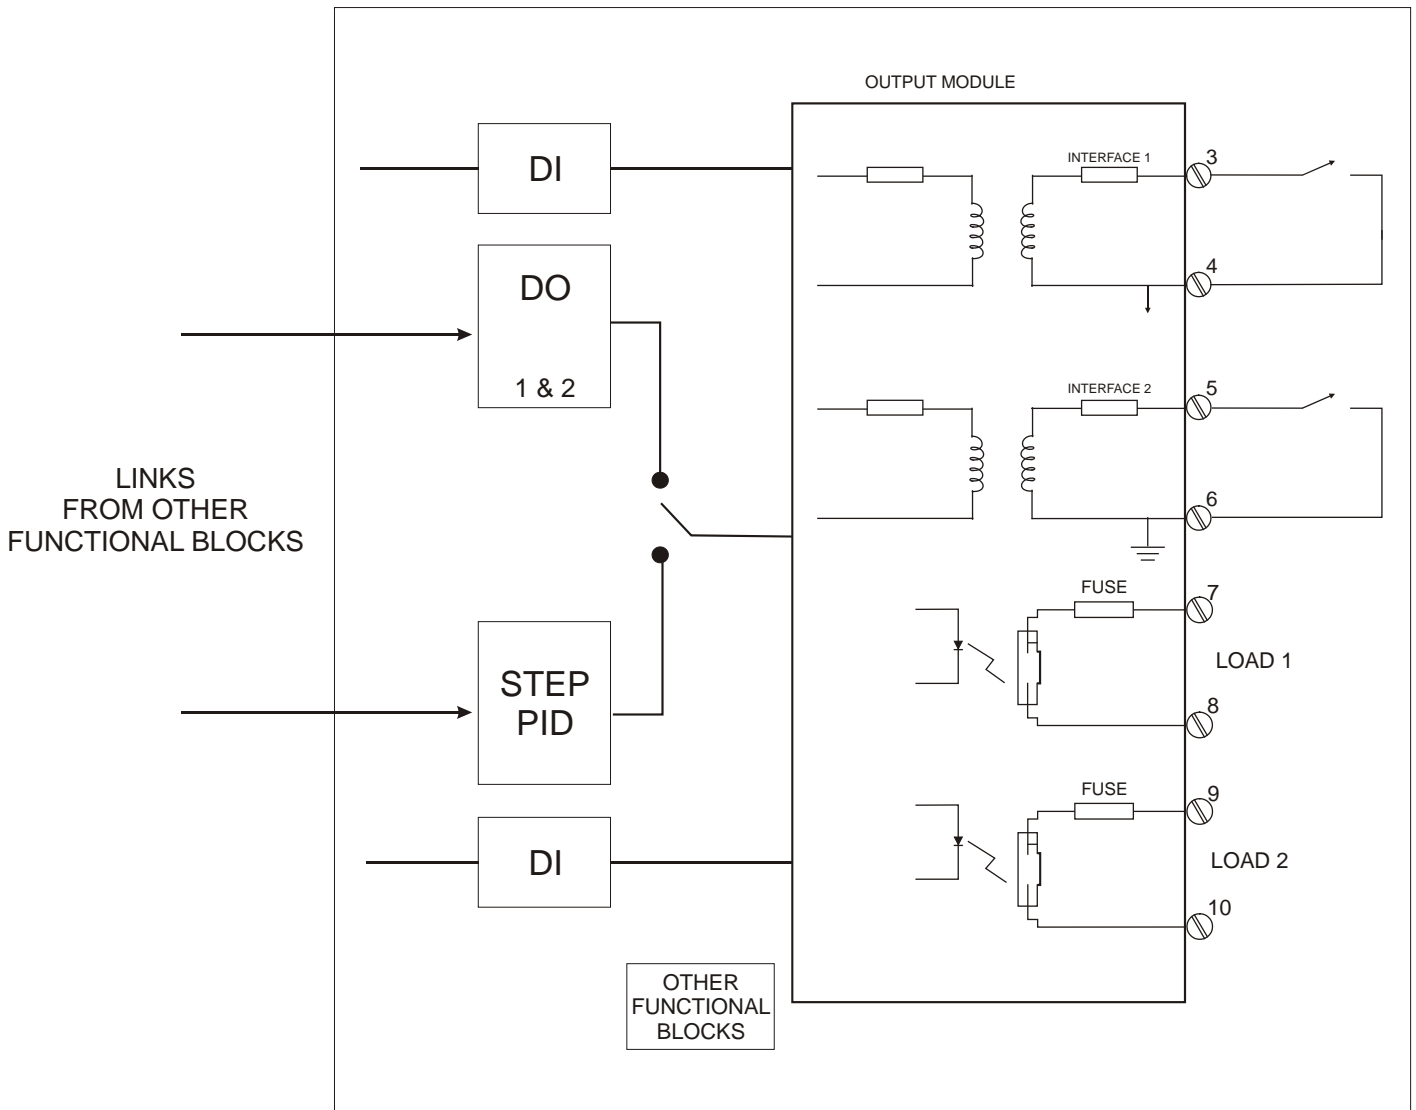 OUTPUT MODULE
DI
INTERFACE 1
3
4
DO
1 & 2
INTERFACE 2
5
6
LINKS
FROM OTHER
FUNCTIONAL BLOCKS
FUSE
7
LOAD 1
8
STEP
PID
FUSE
9
LOAD 2
10
DI
OTHER
FUNCTIONAL
BLOCKS